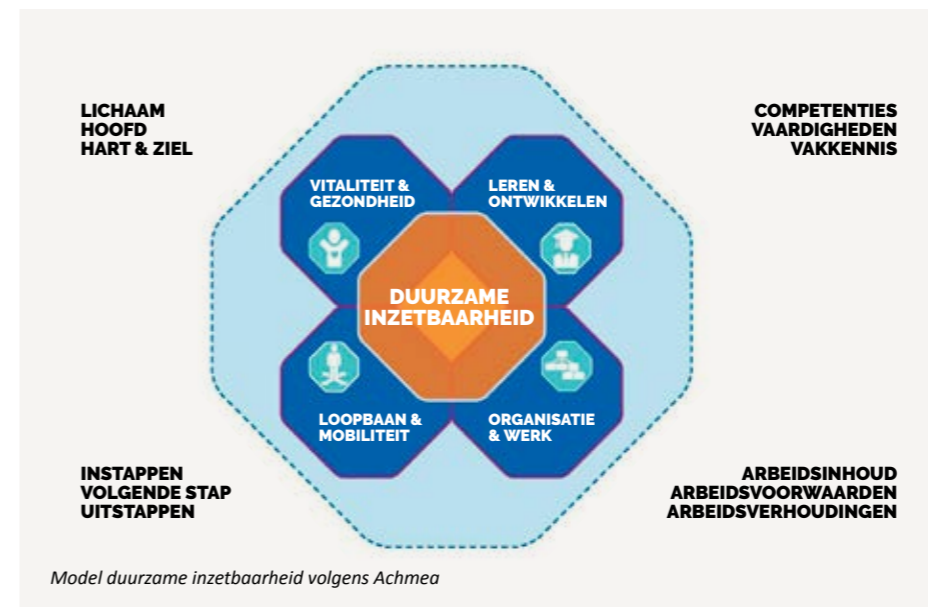 LICHAAM
HOOFD
HART & ZIEL
COMPETENTIES
VAARDIGHEDEN
VAKKENNIS
VITALITEIT &
GEZONDHEID
LEREN &
ONTWIKKELEN
DUURZAME
INZETBAARHEID
LOOPBAAN &
MOBILITEIT
ORGANISATIE
& WERK
INSTAPPEN
VOLGENDE STAP
UITSTAPPEN
ARBEIDSINHOUD
ARBEIDSVOORWAARDEN
ARBEIDSVERHOUDINGEN
Model duurzame inzetbaarheid volgens Achmea